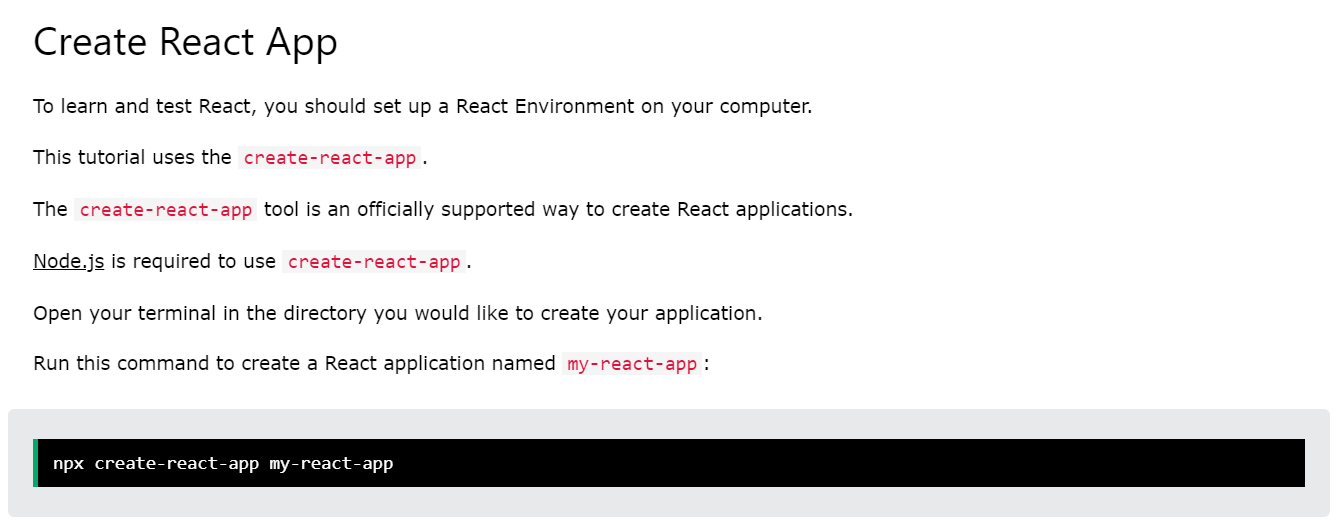 Create React App
To learn and test React, you should set up a React Environment on your computer.
This tutorial uses the create-react-app.
The create-react-app tool is an officially supported way to create React applications.
Node.js is required to use create-react-app.
Open your terminal in the directory you would like to create your application.
Run this command to create a React application named my-react-app:
npx create-react-app my-react-app